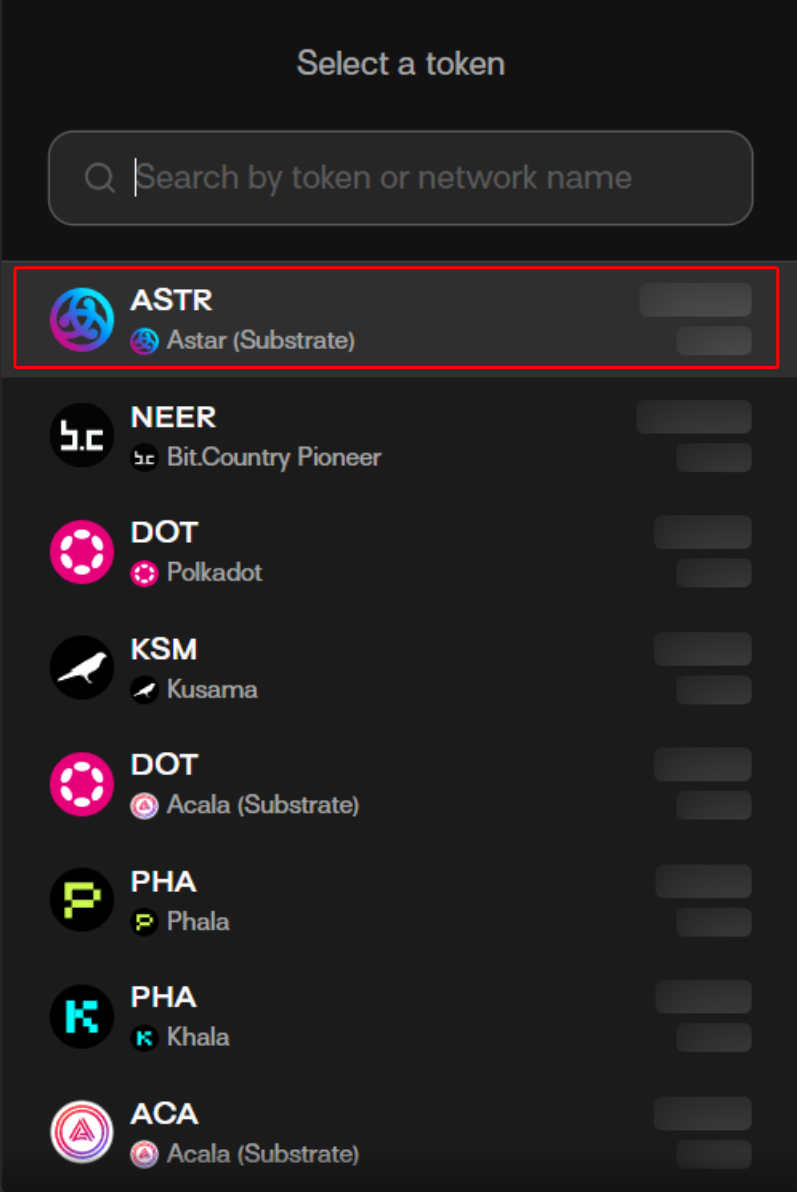 Select a token
Search by token or network name
ASTR
Astar (Substrate)
NEER
Bit.Country Pioneer
DOT
Polkadot
KSM
Kusama
DOT
Acala (Substrate)
PHA
Phala
PHA
Khala
ACA
Acala (Substrate)